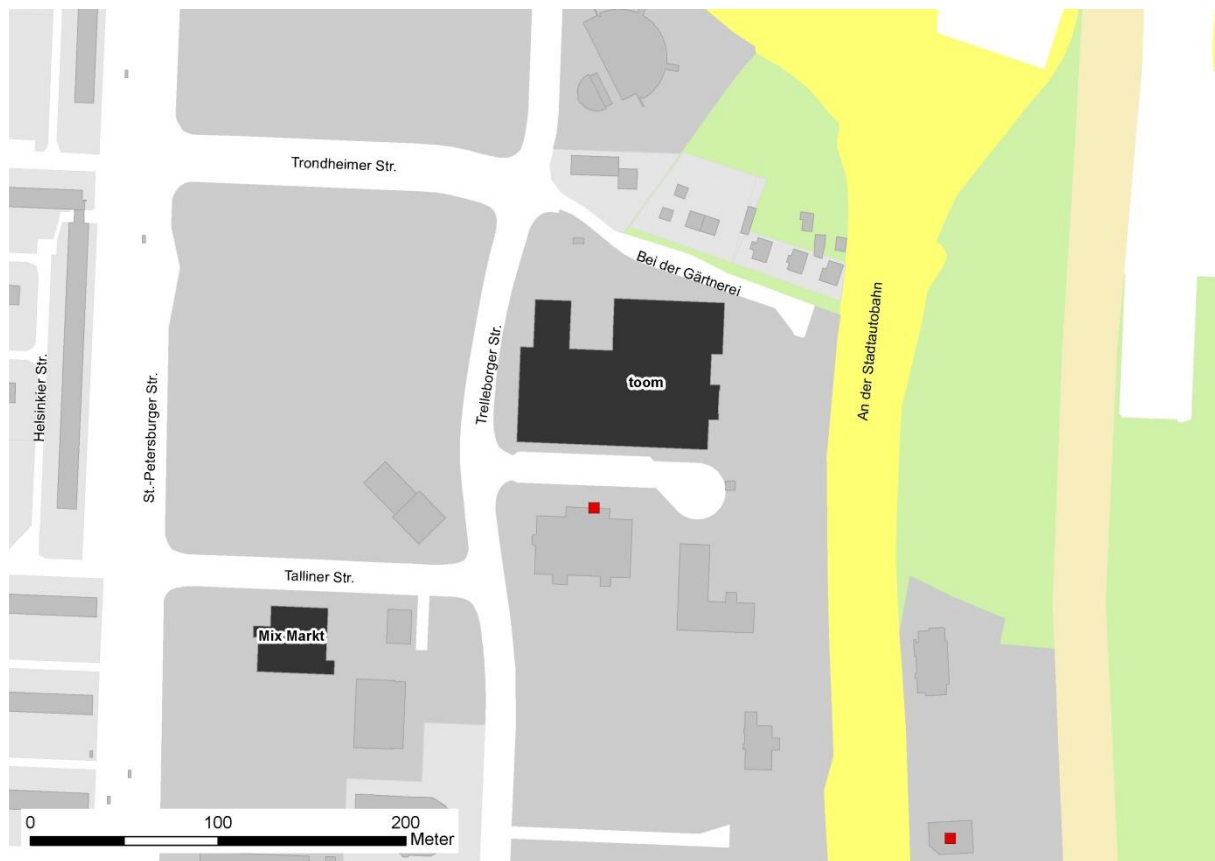 Trondheimer Str.
Bei der Gärtnerei
An der Stadtautobahn
Trelleborger Str.
toom
Helsinkier Str.
St.-Petersburger Str.
Talliner Str.
Mix Markt
0 100 200
Meter